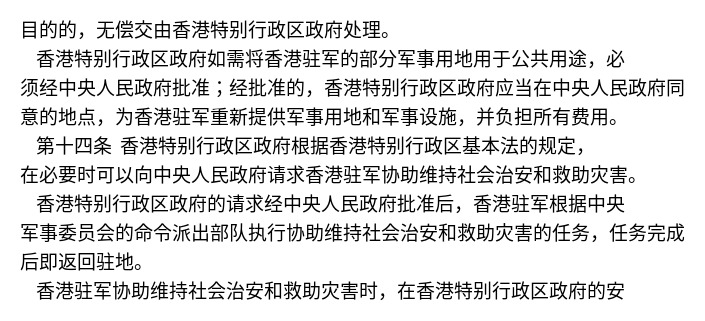 目的的，无偿交由香港特别行政区政府处理。
香港特别行政区政府如需将香港驻军的部分军事用地用于公共用途，必
须经中央人民政府批准；经批准的，香港特别行政区政府应当在中央人民政府同
意的地点，为香港驻军重新提供军事用地和军事设施，并负担所有费用。
第十四条 香港特别行政区政府根据香港特别行政区基本法的规定，
在必要时可以向中央人民政府请求香港驻军协助维持社会治安和救助灾害。
香港特别行政区政府的请求经中央人民政府批准后，香港驻军根据中央
军事委员会的命令派出部队执行协助维持社会治安和救助灾害的任务，任务完成
后即返回驻地。
香港驻军协助维持社会治安和救助灾害时，在香港特别行政区政府的安